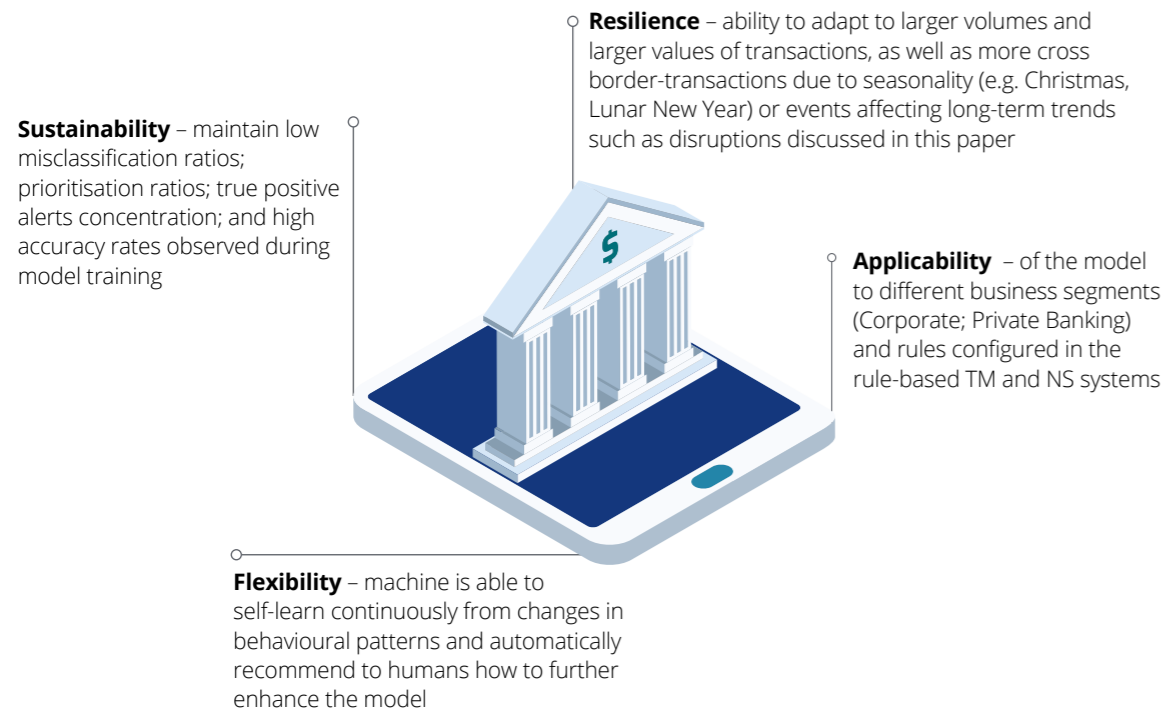 Resilience – ability to adapt to larger volumes and
larger values of transactions, as well as more cross
border-transactions due to seasonality (e.g. Christmas,
Lunar New Year) or events affecting long-term trends
such as disruptions discussed in this paper
Sustainability – maintain low
misclassification ratios;
prioritisation ratios; true positive
alerts concentration; and high
accuracy rates observed during
model training
$
Applicability – of the model
to different business segments
(Corporate; Private Banking)
and rules configured in the
rule-based TM and NS systems
Flexibility – machine is able to
self-learn continuously from changes in
behavioural patterns and automatically
recommend to humans how to further
enhance the model